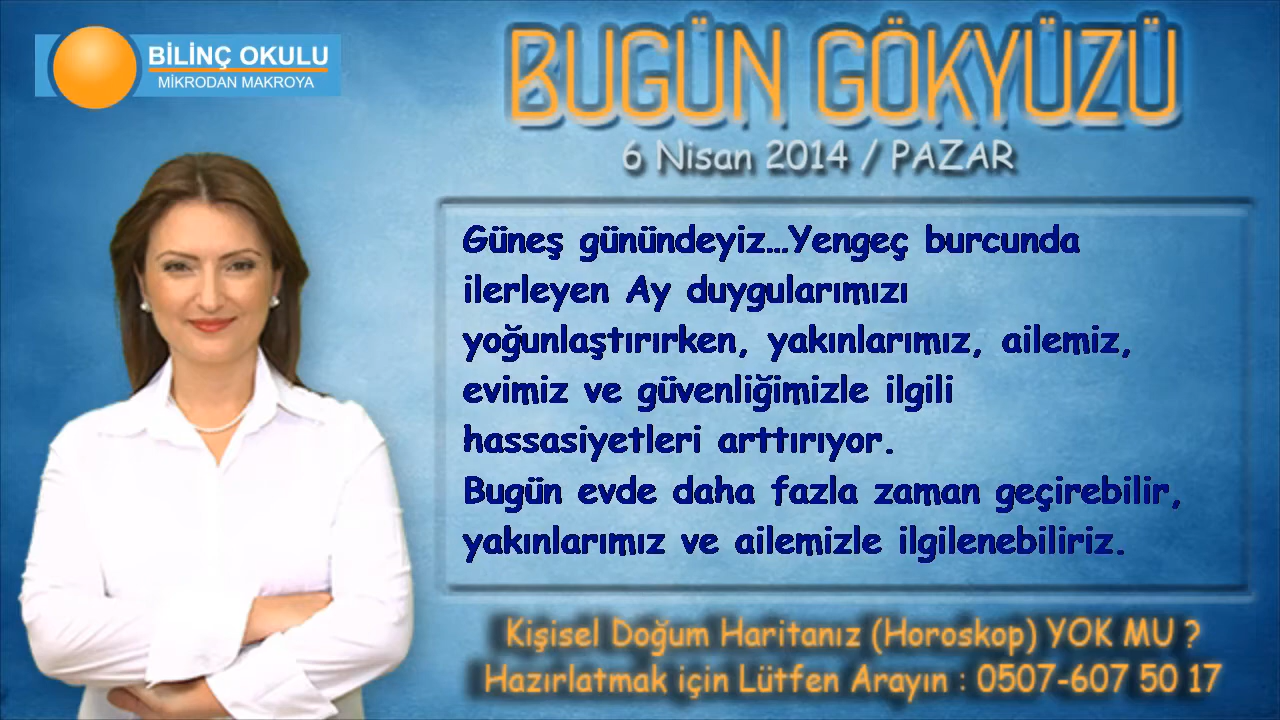 BİLİNÇ OKULU
MİKRODAN MAKROYA
BUGÜN GÖKYÜZÜ
6 Nisan 2014 / PAZAR
Güneş günündeyiz...Yengeç burcunda
ilerleyen Ay duygularımızı
yoğunlaştırırken, yakınlarımız, ailemiz,
evimiz ve güvenliğimizle ilgili
hassasiyetleri arttırıyor.
Bugün evde daha fazla zaman geçirebilir,
yakınlarımız ve ailemizle ilgilenebiliriz.
Kişisel Doğum Haritanız (Horoskop) YOK MU ?
Hazırlatmak için Lütfen Arayın : 0507-607 50 17